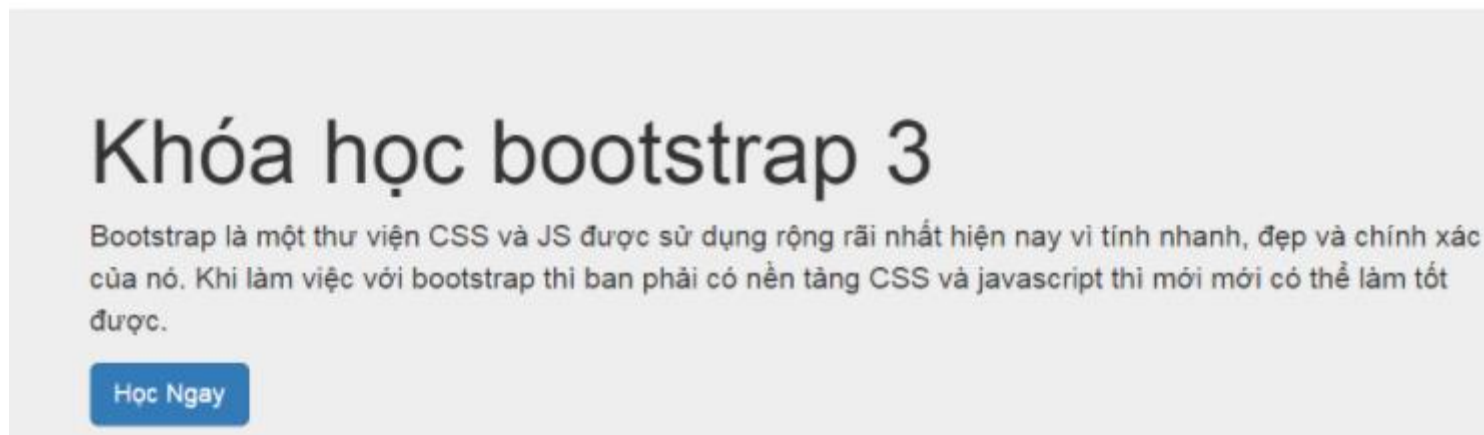 Khóa học bootstrap 3
Bootstrap là một thư viện CSS và JS được sử dụng rộng rãi nhất hiện nay vì tính nhanh, đẹp và chính xác
của nó. Khi làm việc với bootstrap thì ban phải có nền tảng CSS và javascript thì mới mới có thể làm tốt
được.
Học Ngay